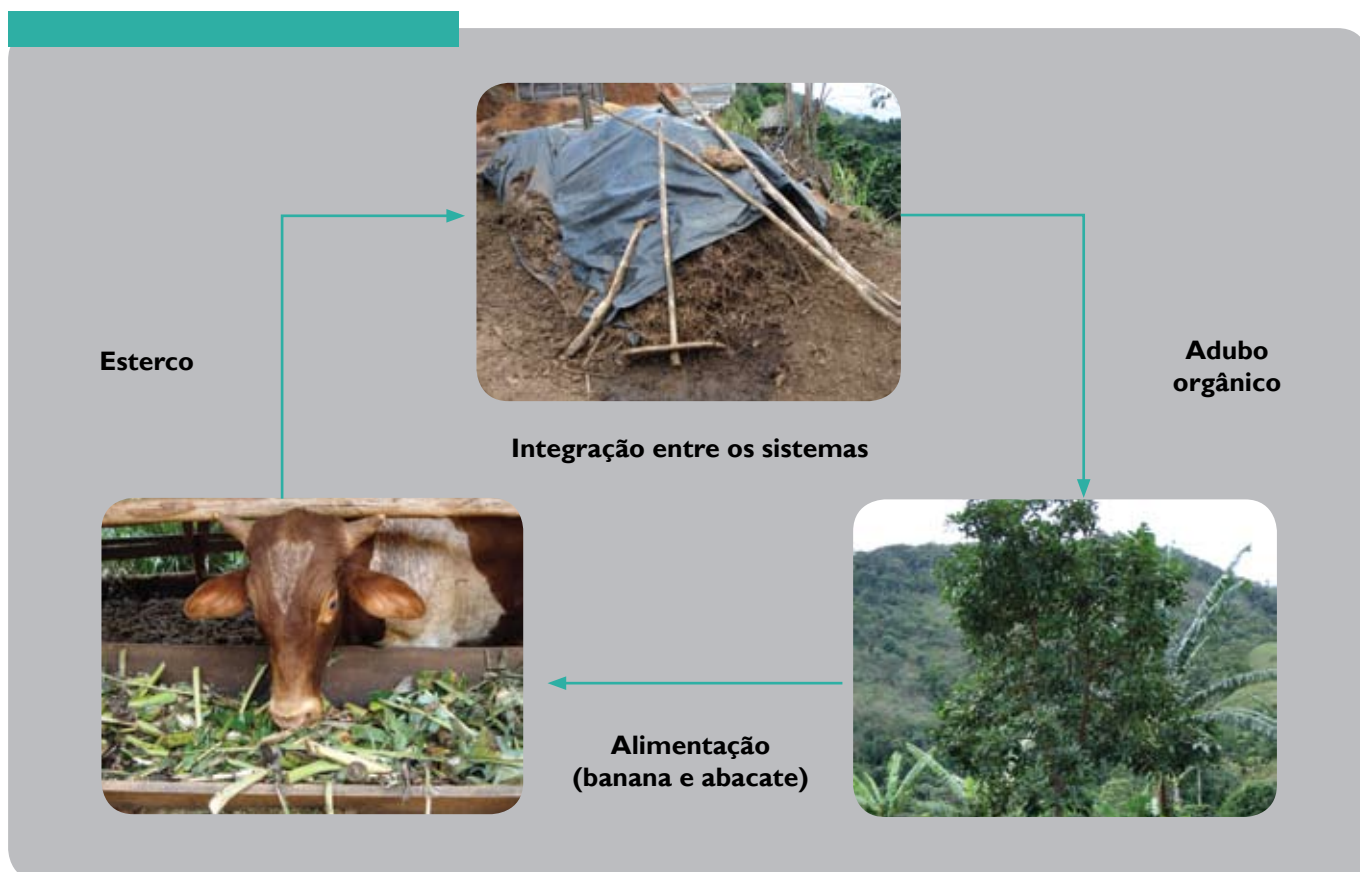 Esterco
Adubo
orgânico
Integração entre os sistemas
Alimentação
(banana e abacate)